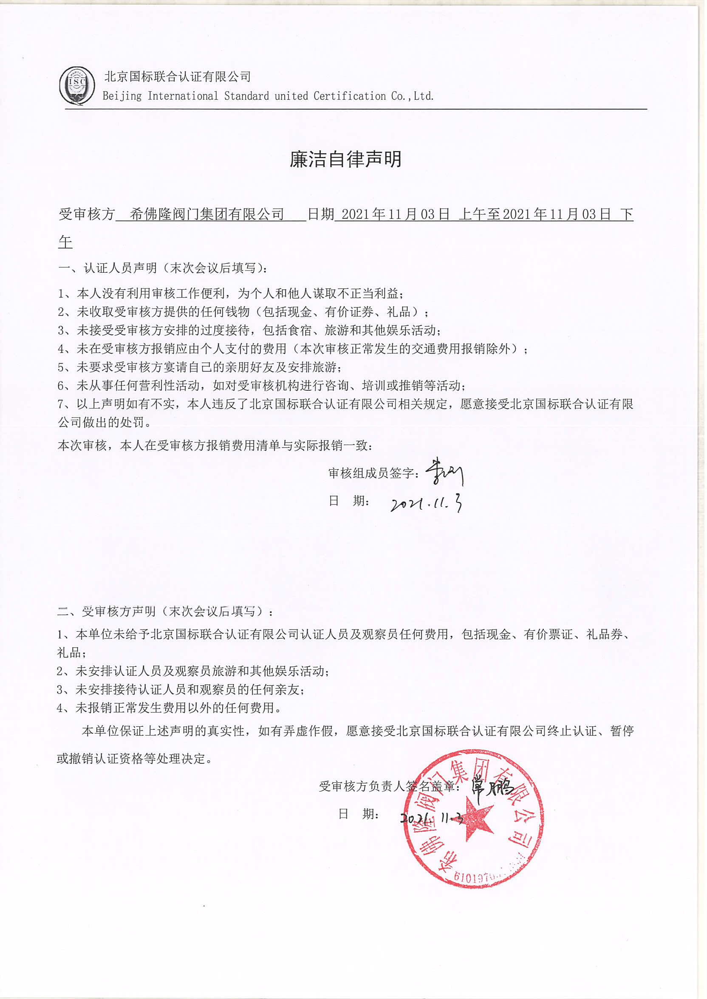 ISC
北京国标联合认证有限公司
Beijing International Standard united Certification Co.,Ltd.
廉洁自律声明
受审核方 希佛隆阀门集团有限公司 日期 2021年11月03日 上午至2021年11月03日 下
午
一、认证人员声明（末次会议后填写）：
1、本人没有利用审核工作便利，为个人和他人谋取不正当利益；
2、未收取受审核方提供的任何钱物（包括现金、有价证券、礼品）；
3、未接受受审核方安排的过度接待，包括食宿、旅游和其他娱乐活动；
4、未在受审核方报销应由个人支付的费用（本次审核正常发生的交通费用报销除外）；
5、未要求受审核方宴请自己的亲朋好友及安排旅游；
6、未从事任何营利性活动，如对受审核机构进行咨询、培训或推销等活动；
7、以上声明如有不实，本人违反了北京国标联合认证有限公司相关规定，愿意接受北京国标联合认证有限
公司做出的处罚。
本次审核，本人在受审核方报销费用清单与实际报销一致：
审核组成员签字：
日 期： 2021.11.3
二、受审核方声明（末次会议后填写）：
1、本单位未给予北京国标联合认证有限公司认证人员及观察员任何费用，包括现金、有价票证、礼品券、
礼品；
2、未安排认证人员及观察员旅游和其他娱乐活动；
3、未安排接待认证人员和观察员的任何亲友；
4、未报销正常发生费用以外的任何费用。
本单位保证上述声明的真实性，如有弄虚作假，愿意接受北京国标联合认证有限公司终止认证、暂停
或撤销认证资格等处理决定。
受审核方负责人签名盖章： 常鹏
日 期： 2021.11.3
希佛隆阀门集团有限公司